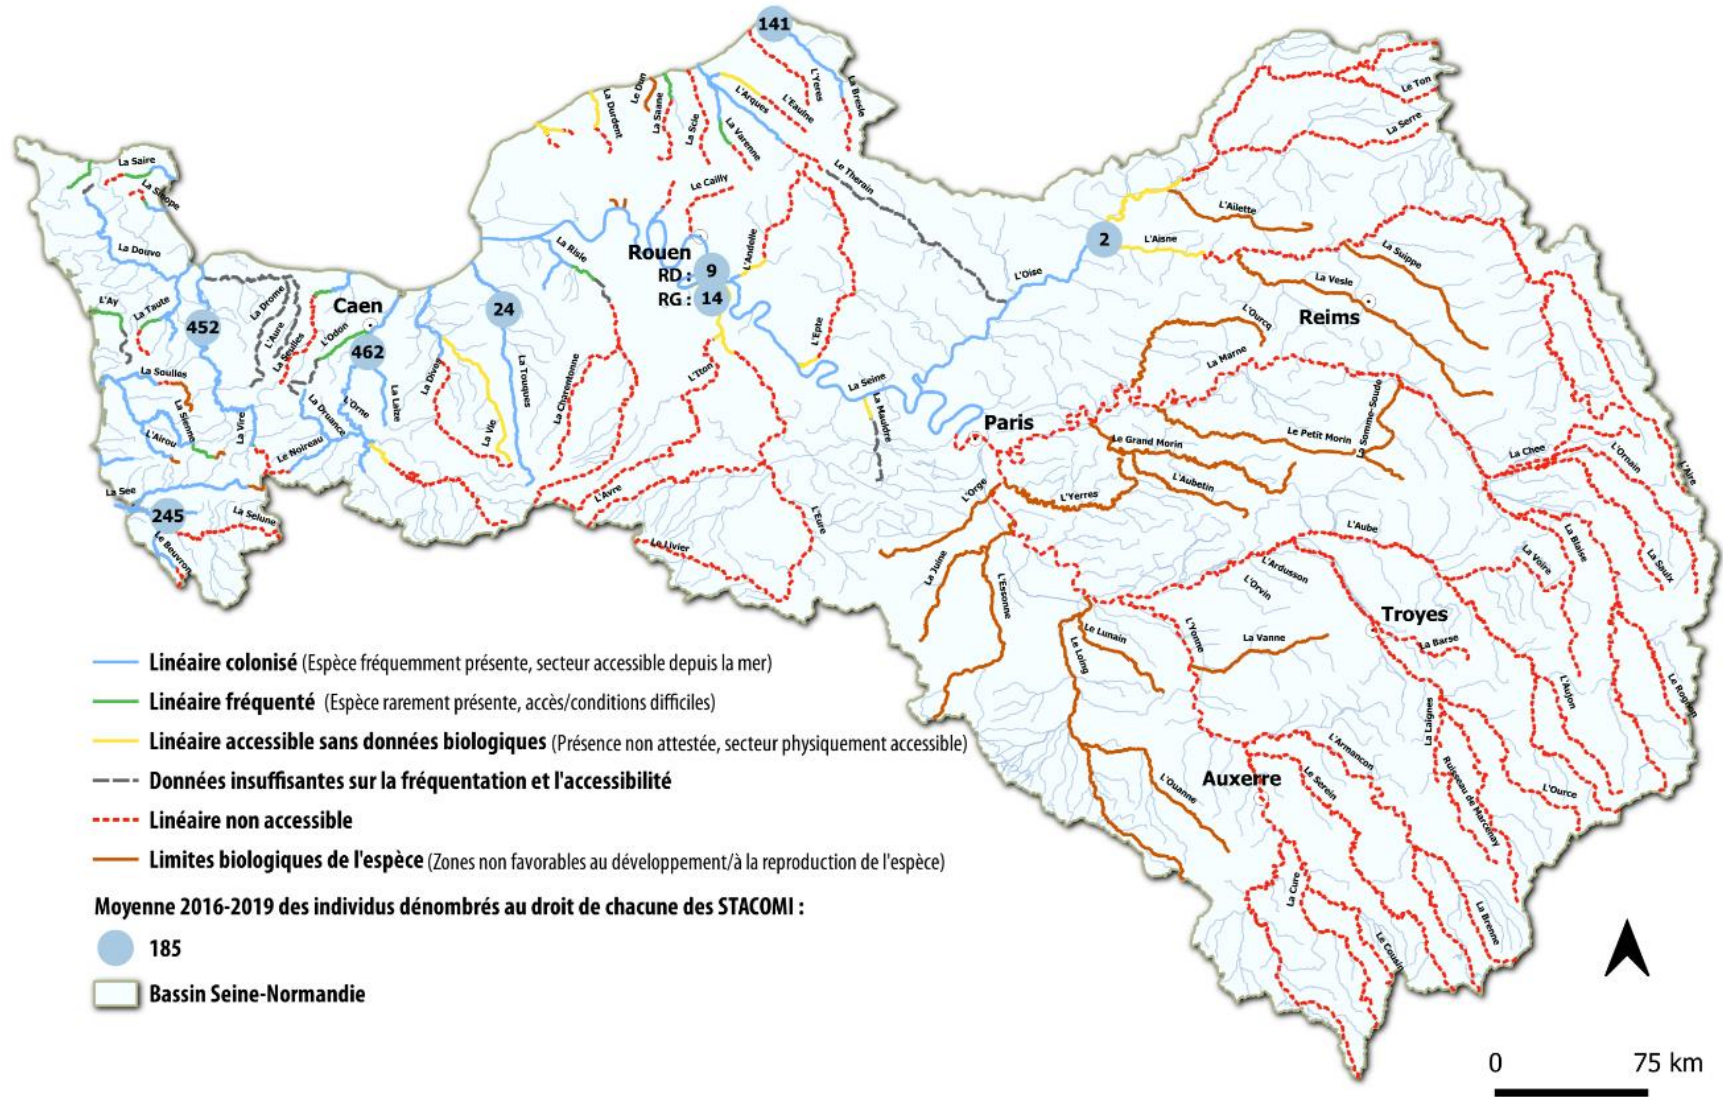 141
L'Yeres
La Bresle
L'Arques
L'Eaulne
Le Dun
La Durdent
La Saane
La Scie
La Varenne
Le Ton
La Serre
Le Therain
Le Cailly
La Saire
La Sinope
La Douvo
L'Ailette
2
L'Aisne
La Suippe
La Vesle
Reims
L'Oise
La Risle
Rouen
RD :
9
RG :
14
L'Andelle
L'Epte
L'Ay
La Taute
452
La Drome
L'Aure
La Seulles
Caen
L'Odon
462
24
La Soulles
La Sienne
L'Airou
La Vire
La Druance
L'Orne
La Laize
Le Noireau
La Dives
La Vie
La Touques
La Charentonne
L'Iton
La Seine
La Mauldre
Paris
L'Ourcq
La Marne
Somme-Soude
Le Petit Morin
Le Grand Morin
L'Aubetin
L'Yerres
La Chee
L'Ornain
L'Aire
La See
245
La Selune
Le Beuvron
L'Avre
L'Eure
Le Livier
L'Orge
La Juine
L'Essonne
L'Aube
La Blaise
La Voire
La Saulx
L'Ardusson
L'Orvin
Troyes
La Barse
Le Lunain
Le Loing
L'Yonne
La Vanne
La Laignes
L'Aujon
Le Rognon
L'Armancon
Auxerre
Le Serein
L'Ouanne
Ruisseau de Marcenay
L'Ource
La Cure
Le Cousin
La Brenne
Linéaire colonisé (Espèce fréquemment présente, secteur accessible depuis la mer)
Linéaire fréquenté (Espèce rarement présente, accès/conditions difficiles)
Linéaire accessible sans données biologiques (Présence non attestée, secteur physiquement accessible)
Données insuffisantes sur la fréquentation et l'accessibilité
Linéaire non accessible
Limites biologiques de l'espèce (Zones non favorables au développement/à la reproduction de l'espèce)
Moyenne 2016-2019 des individus dénombrés au droit de chacune des STACOMI :
185
Bassin Seine-Normandie
0 75 km